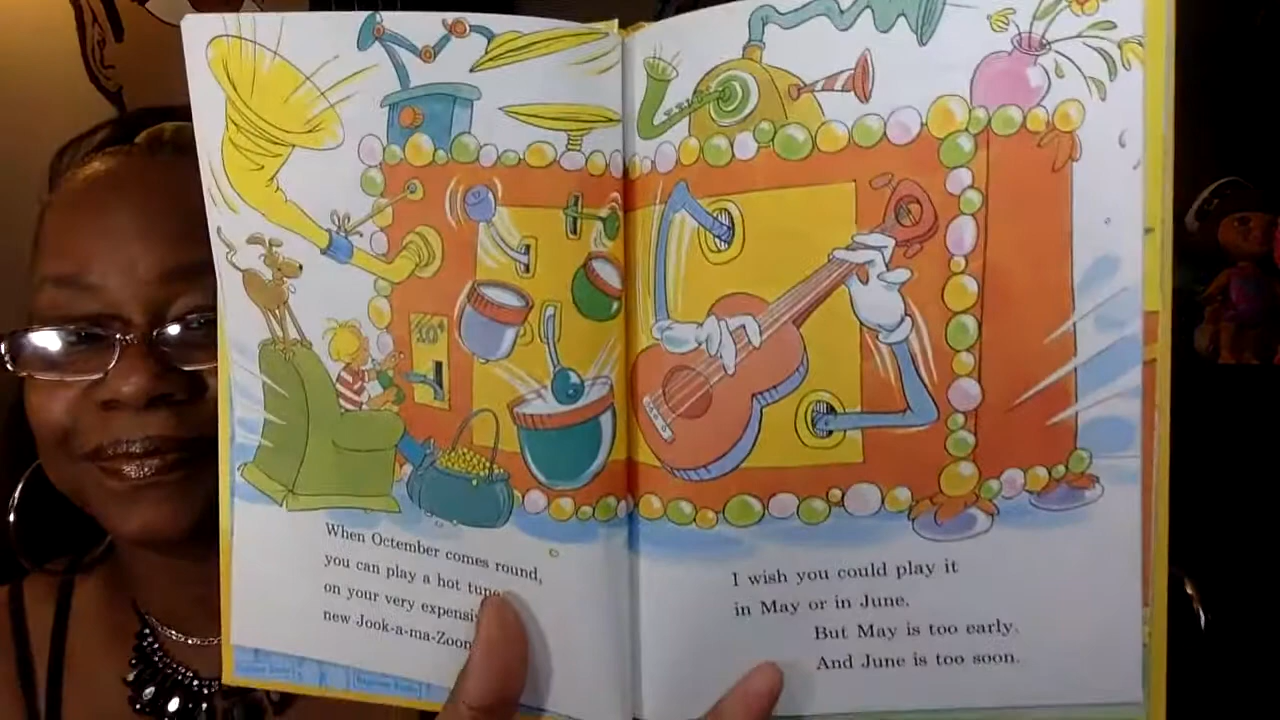 10¢
When Octember comes round,
you can play a hot tune
on your very
new Jook-a-ma-Zoon
I wish you could play it
in May or in June.
But May is too early.
And June is too soon.